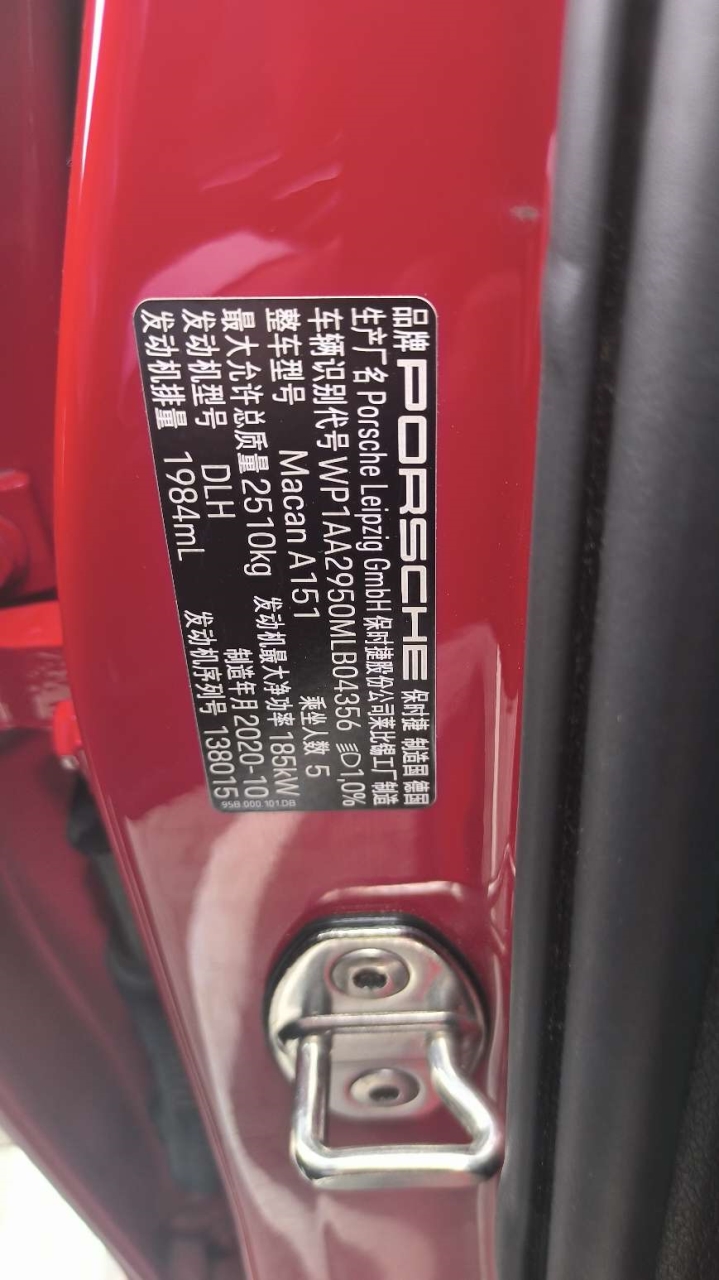 品牌 PORSCHE 保时捷 制造国 德国
生产厂名 Porsche Leipzig GmbH 保时捷股份公司莱比锡工厂制造
车辆识别代号 WP1AA2950MLB04356 1,0%
整车型号 Macan A151 乘坐人数 5
最大允许总质量 2510kg 发动机最大净功率 185kW
发动机型号 DLH 制造年月 2020-10
发动机排量 1984mL 发动机序列号 138015
95B.000.101.DB